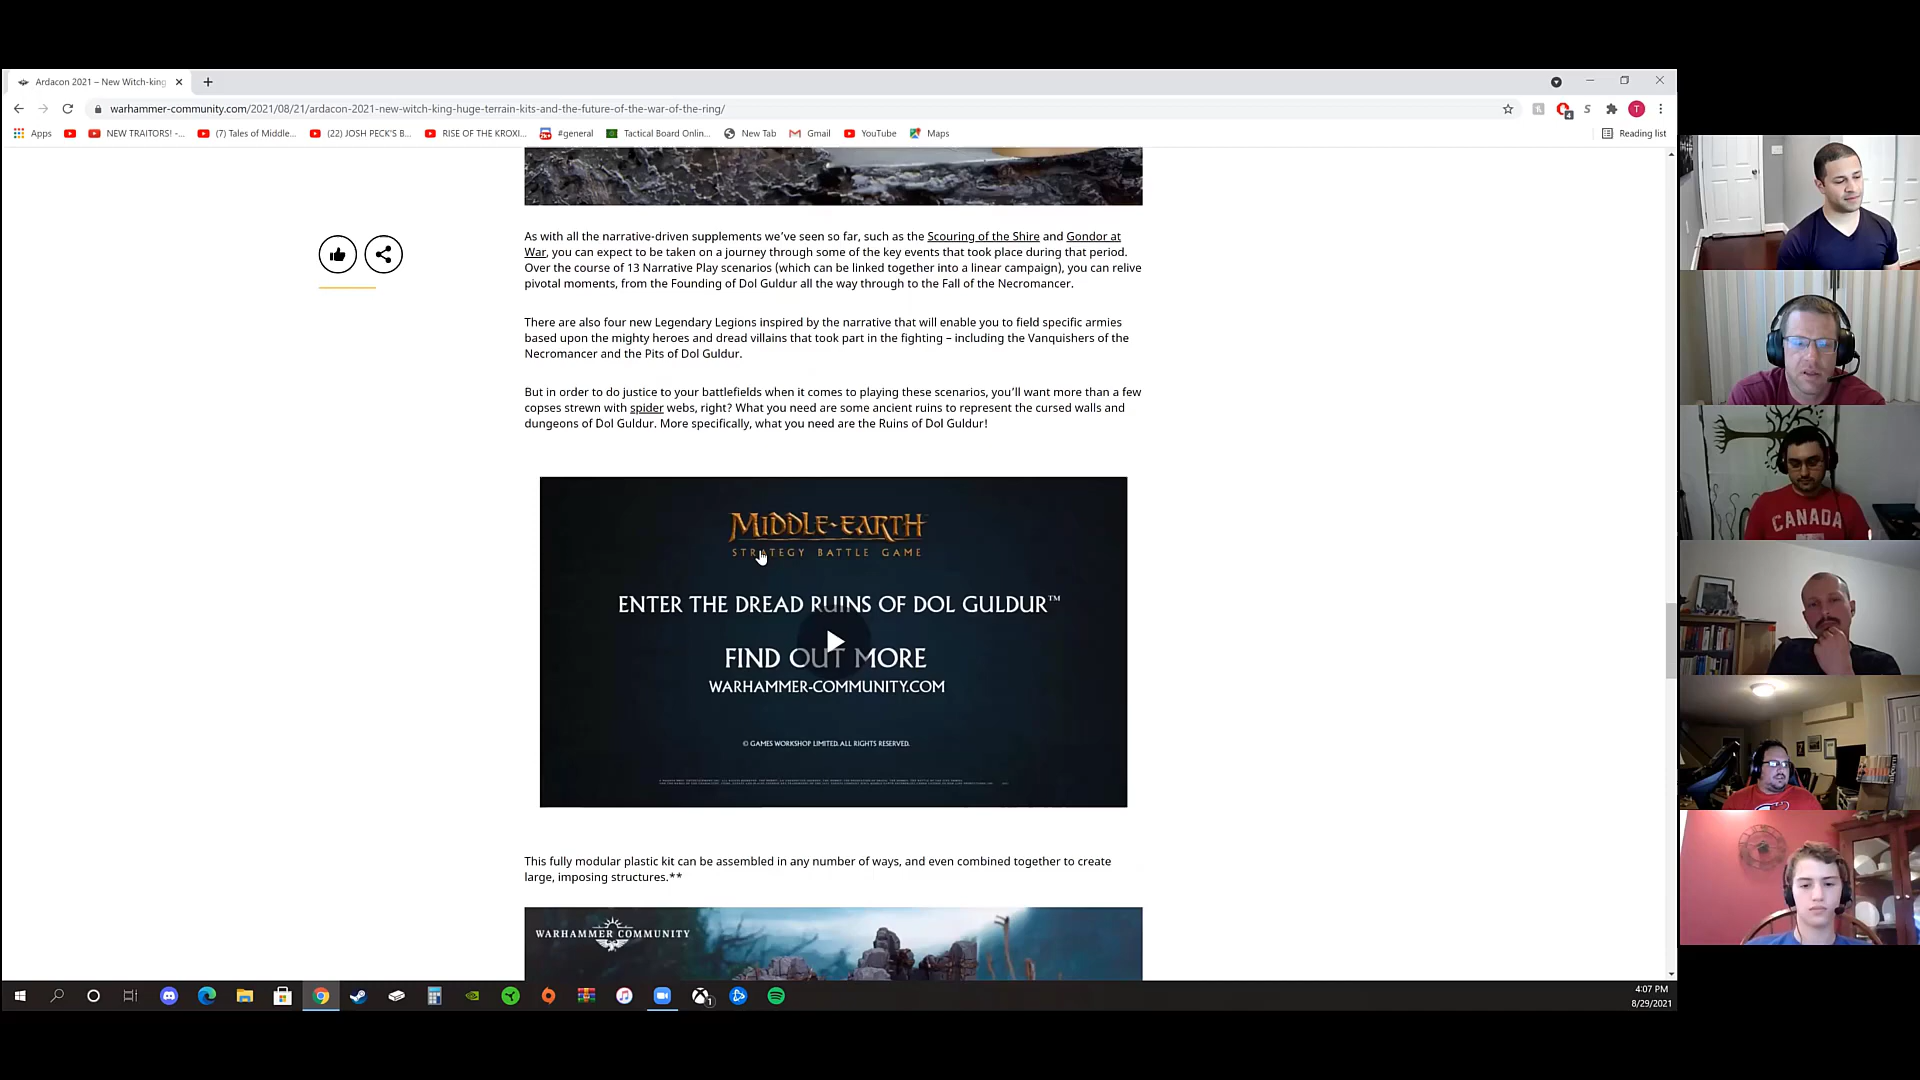 Ardacon 2021 – New Witch-king
warhammer-community.com/2021/08/21/ardacon-2021-new-witch-king-huge-terrain-kits-and-the-future-of-the-war-of-the-ring/
Apps NEW TRAITORS! -... (7) Tales of Middle... (22) JOSH PECK'S B... RISE OF THE KROXI... #general Tactical Board Onlin... New Tab Gmail YouTube Maps Reading list
As with all the narrative-driven supplements we've seen so far, such as the Scouring of the Shire and Gondor at
War, you can expect to be taken on a journey through some of the key events that took place during that period.
Over the course of 13 Narrative Play scenarios (which can be linked together into a linear campaign), you can relive
pivotal moments, from the Founding of Dol Guldur all the way through to the Fall of the Necromancer.
There are also four new Legendary Legions inspired by the narrative that will enable you to field specific armies
based upon the mighty heroes and dread villains that took part in the fighting – including the Vanquishers of the
Necromancer and the Pits of Dol Guldur.
But in order to do justice to your battlefields when it comes to playing these scenarios, you'll want more than a few
copses strewn with spider webs, right? What you need are some ancient ruins to represent the cursed walls and
dungeons of Dol Guldur. More specifically, what you need are the Ruins of Dol Guldur!
MIDDLE-EARTH™
STRATEGY BATTLE GAME
ENTER THE DREAD RUINS OF DOL GULDUR™
FIND OUT MORE
WARHAMMER-COMMUNITY.COM
© GAMES WORKSHOP LIMITED. ALL RIGHTS RESERVED.
This fully modular plastic kit can be assembled in any number of ways, and even combined together to create
large, imposing structures.**
WARHAMMER COMMUNITY
CANADA
4:07 PM
8/29/2021